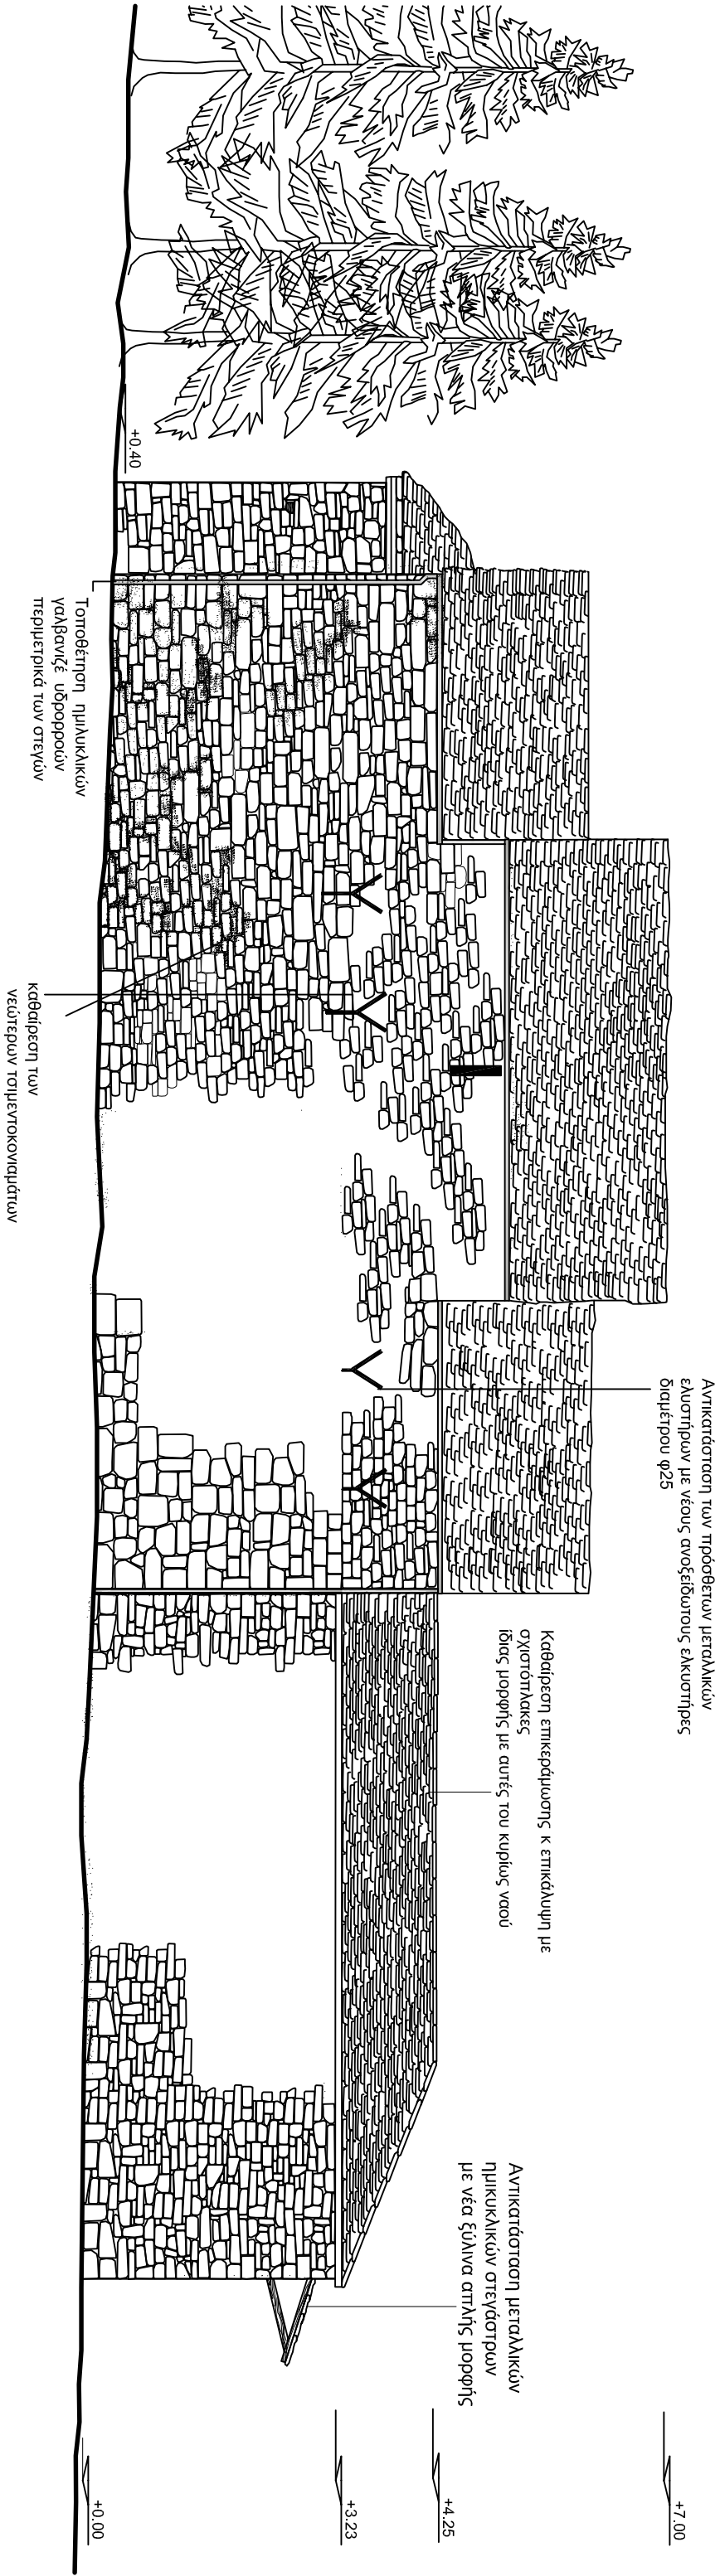 +0.40
Τοποθέτηση ημιλυκλικών
γαλβανιζέ υδρορροών
περιμετρικά των στεγών
καθαίρεση των
νεώτερων τσιμεντοκονιαμάτων
Αντικατάσταση των πρόσθετων μεταλλικών
ελυστήρων με νέους ανοξείδωτους ελκυστήρες
διαμέτρου φ25
Καθαίρεση επικεράμωσης κ επικάλυψη με
σχιστόπλακες
ίδιας μορφής με αυτές του κυρίως ναού
Αντικατάσταση μεταλλικών
ημικυκλικών στεγάστρων
με νέα ξύλινα απλής μορφής
+7.00
+4.25
+3.23
+0.00